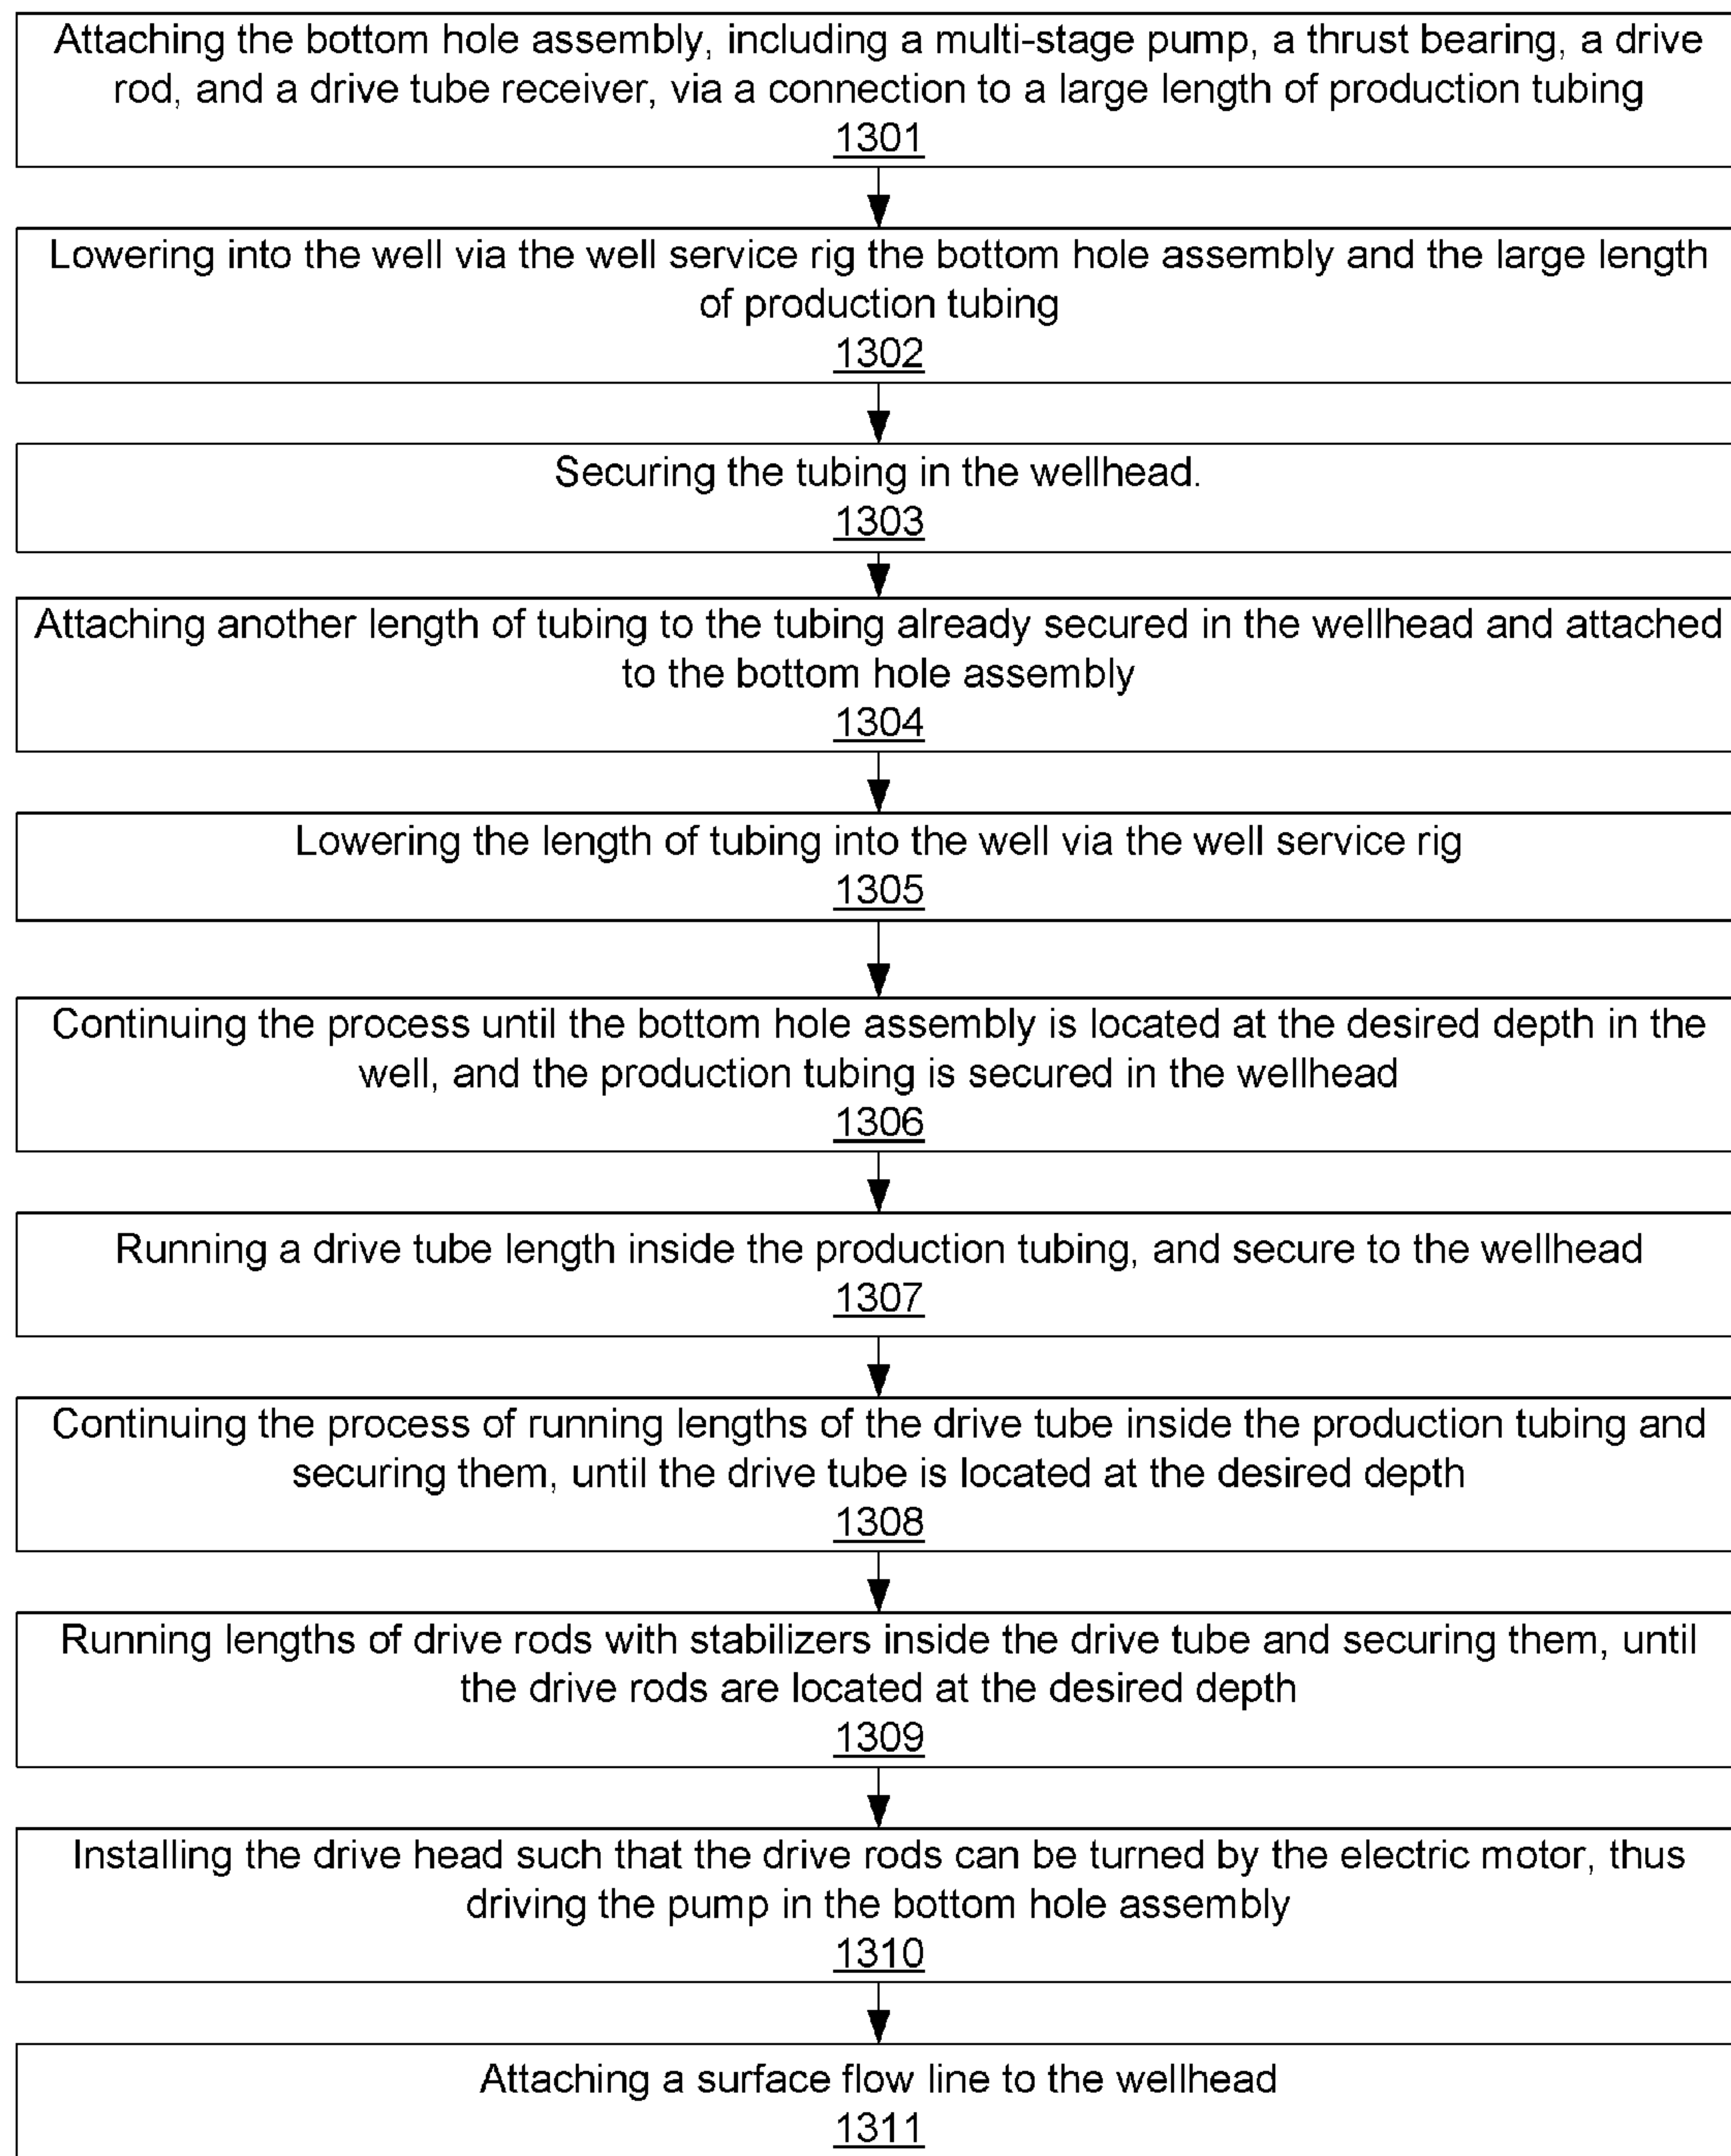 Attaching the bottom hole assembly, including a multi-stage pump, a thrust bearing, a drive
rod, and a drive tube receiver, via a connection to a large length of production tubing
1301
Lowering into the well via the well service rig the bottom hole assembly and the large length
of production tubing
1302
Securing the tubing in the wellhead.
1303
Attaching another length of tubing to the tubing already secured in the wellhead and attached
to the bottom hole assembly
1304
Lowering the length of tubing into the well via the well service rig
1305
Continuing the process until the bottom hole assembly is located at the desired depth in the
well, and the production tubing is secured in the wellhead
1306
Running a drive tube length inside the production tubing, and secure to the wellhead
1307
Continuing the process of running lengths of the drive tube inside the production tubing and
securing them, until the drive tube is located at the desired depth
1308
Running lengths of drive rods with stabilizers inside the drive tube and securing them, until
the drive rods are located at the desired depth
1309
Installing the drive head such that the drive rods can be turned by the electric motor, thus
driving the pump in the bottom hole assembly
1310
Attaching a surface flow line to the wellhead
1311